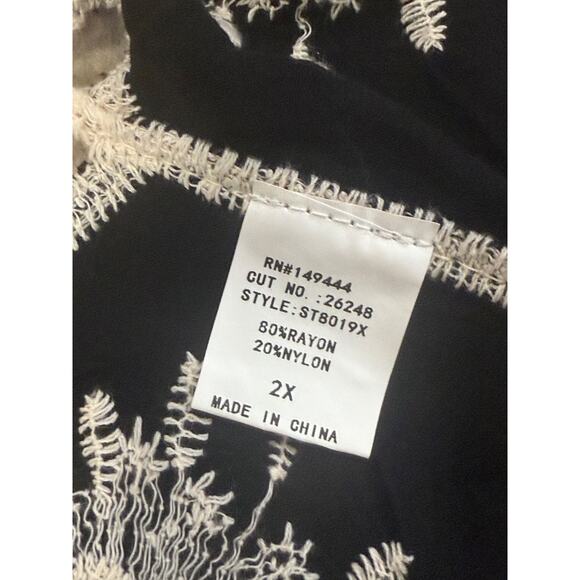 RN#149444
CUT NO.:26248
STYLE:ST8019X
80%RAYON
20%NYLON
2X
MADE IN CHINA